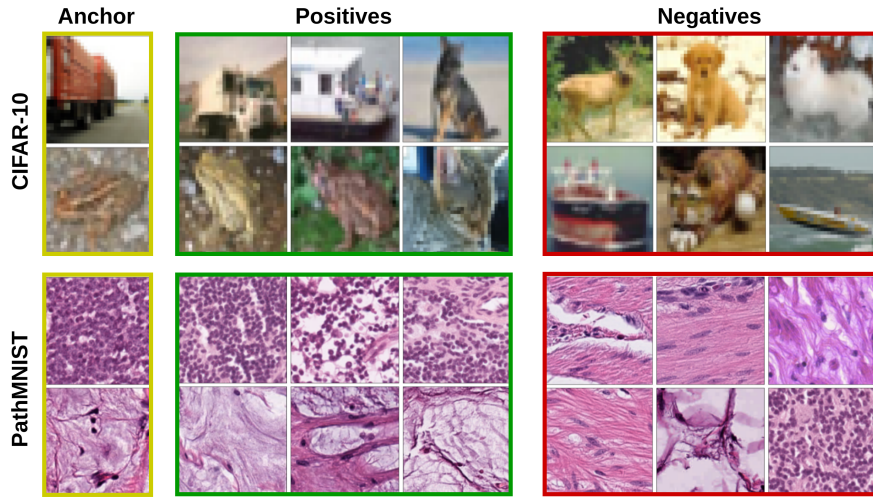 Anchor
Positives
Negatives
CIFAR-10
PathMNIST